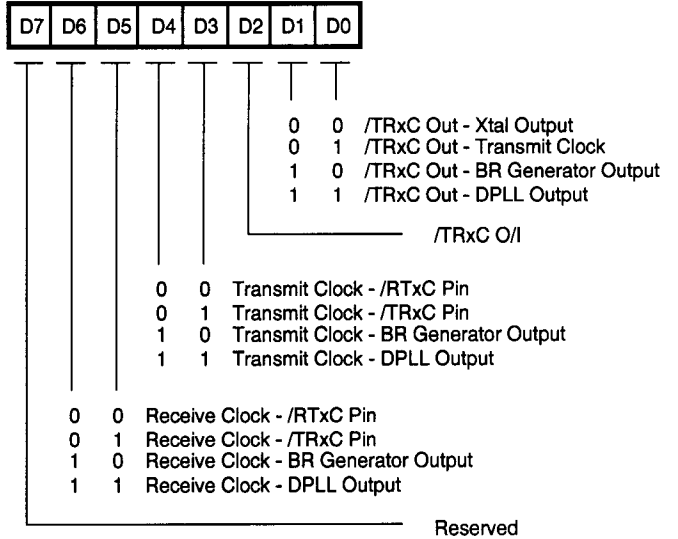 D7 D6 D5 D4 D3 D2 D1 D0
0 0 /TRxC Out - Xtal Output
0 1 /TRxC Out - Transmit Clock
1 0 /TRxC Out - BR Generator Output
1 1 /TRxC Out - DPLL Output
/TRxC O/I
0 0 Transmit Clock - /RTxC Pin
0 1 Transmit Clock - /TRxC Pin
1 0 Transmit Clock - BR Generator Output
1 1 Transmit Clock - DPLL Output
0 0 Receive Clock - /RTxC Pin
0 1 Receive Clock - /TRxC Pin
1 0 Receive Clock - BR Generator Output
1 1 Receive Clock - DPLL Output
Reserved